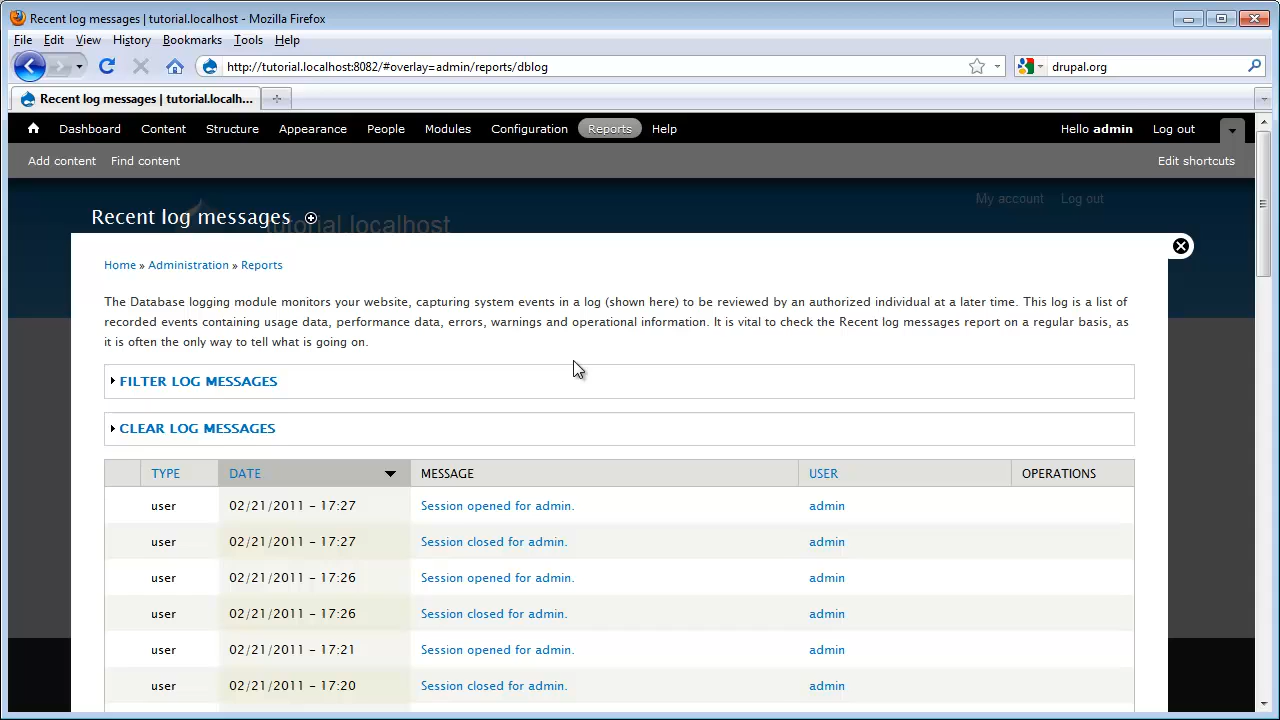 Recent log messages | tutorial.localhost - Mozilla Firefox
File Edit View History Bookmarks Tools Help
http://tutorial.localhost:8082/#overlay=admin/reports/dblog
drupal.org
Recent log messages | tutorial.localh...
Dashboard Content Structure Appearance People Modules Configuration Reports Help Hello admin Log out
Add content Find content Edit shortcuts
My account Log out
Recent log messages
tutorial localhost
Home » Administration » Reports
The Database logging module monitors your website, capturing system events in a log (shown here) to be reviewed by an authorized individual at a later time. This log is a list of
recorded events containing usage data, performance data, errors, warnings and operational information. It is vital to check the Recent log messages report on a regular basis, as
it is often the only way to tell what is going on.
FILTER LOG MESSAGES
CLEAR LOG MESSAGES
TYPE DATE MESSAGE USER OPERATIONS
user 02/21/2011 - 17:27 Session opened for admin. admin
user 02/21/2011 - 17:27 Session closed for admin. admin
user 02/21/2011 - 17:26 Session opened for admin. admin
user 02/21/2011 - 17:26 Session closed for admin. admin
user 02/21/2011 - 17:21 Session opened for admin. admin
user 02/21/2011 - 17:20 Session closed for admin. admin